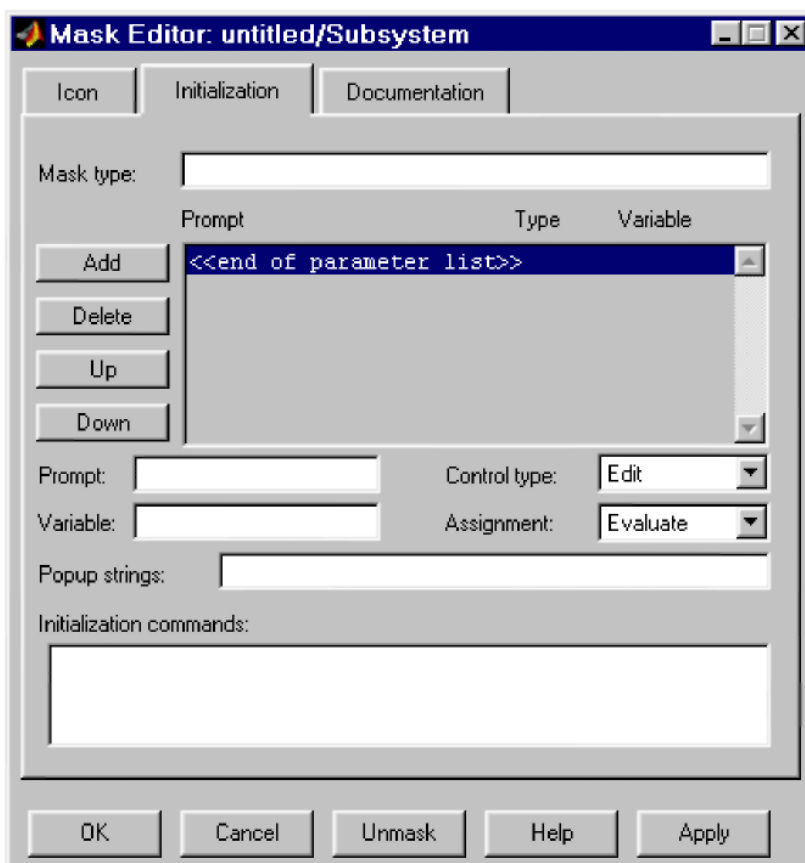 Mask Editor: untitled/Subsystem
Icon Initialization Documentation
Mask type:
Prompt Type Variable
Add <<end of parameter list>>
Delete
Up
Down
Prompt: Control type: Edit
Variable: Assignment: Evaluate
Popup strings:
Initialization commands:
OK Cancel Unmask Help Apply